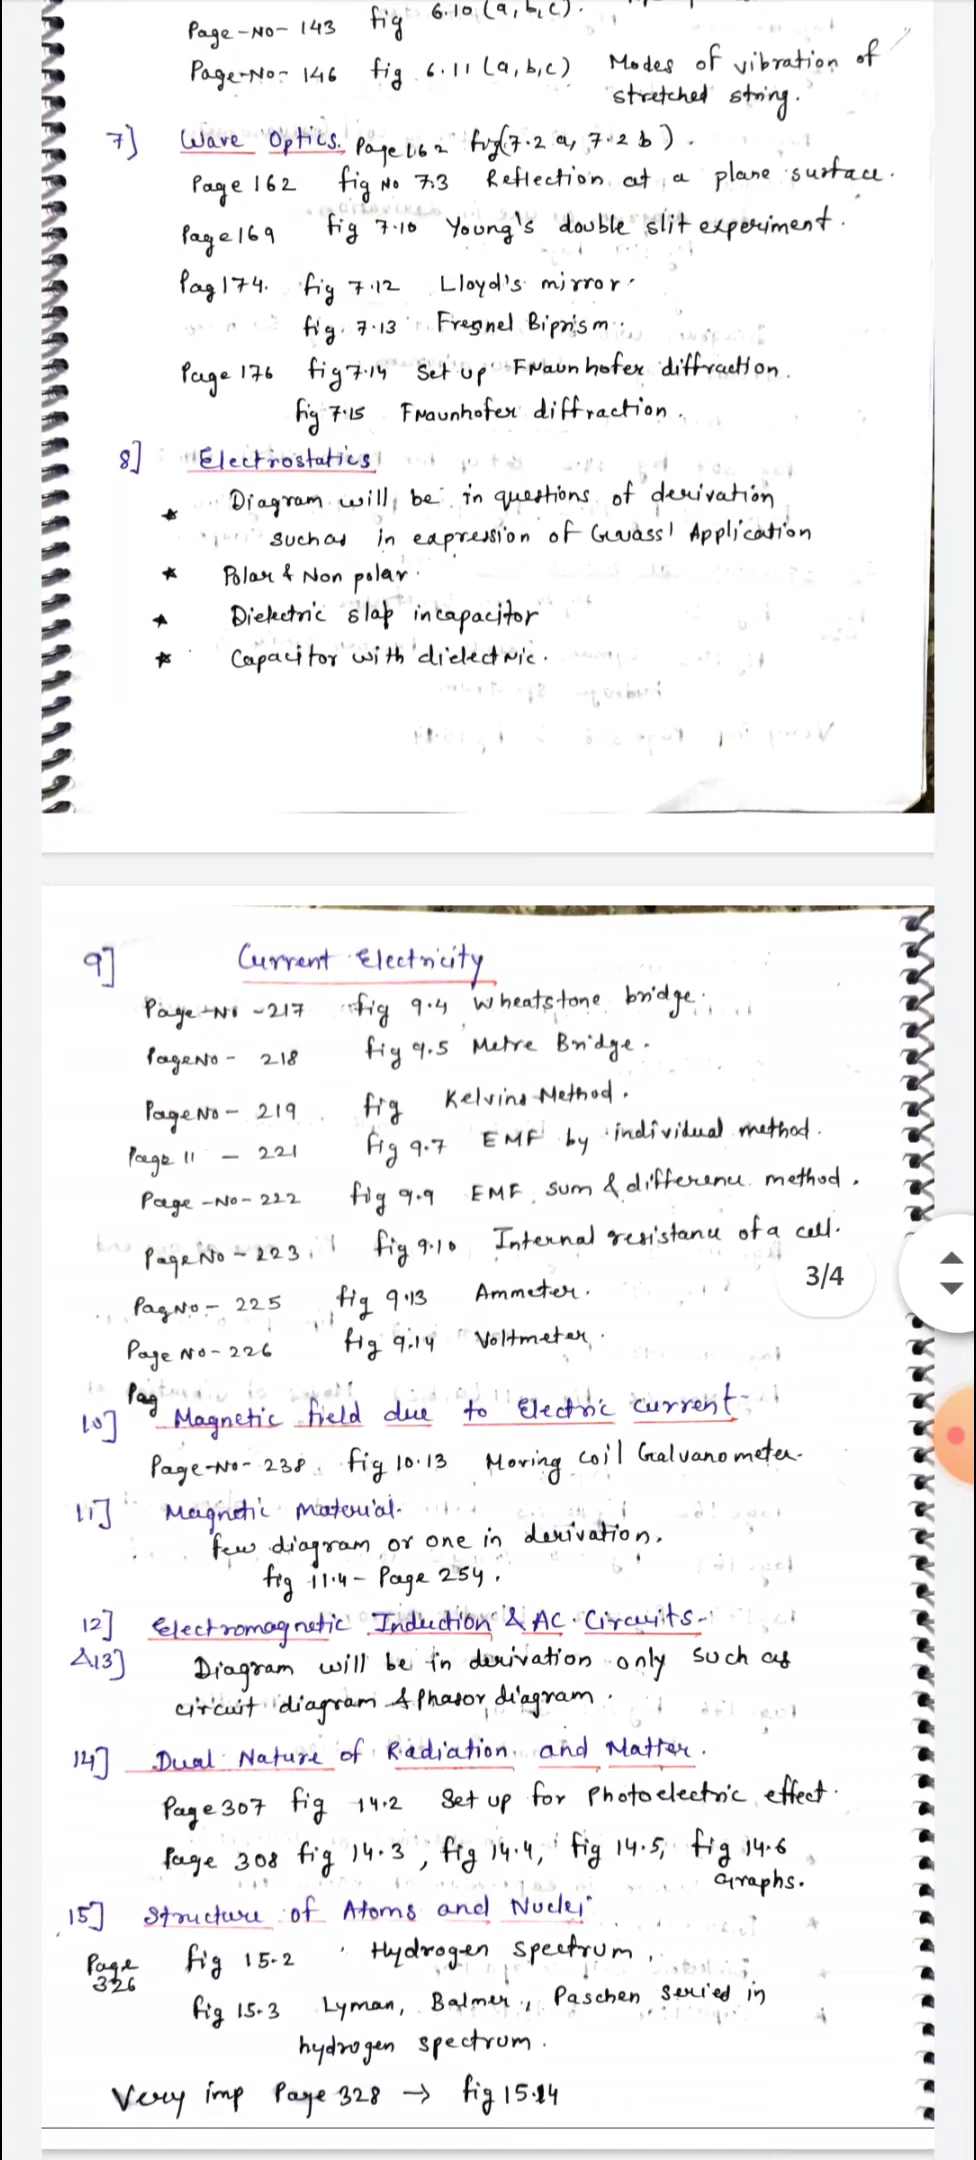 Page-No- 143 fig 6.10 (a,b,c).
Page-No- 146 fig 6.11 (a,b,c) Modes of vibration of
stretched string.
7] Wave Optics. Page 162 fig(7.2 a, 7.2 b).
Page 162 fig No 7.3 Reflection at a plane surface.
Page 169 fig 7.10 Young's double slit experiment.
Pag 174. fig 7.12 Lloyd's mirror.
fig. 7.13 Fresnel Biprism.
Page 176 fig 7.14 Set up Fraunhofer diffraction.
fig 7.15 Fraunhofer diffraction.
8] Electrostatics
* Diagram will be in questions of derivation
such as in expression of Gauss' Application
* Polar & Non polar.
* Dielectric slap in capacitor
* Capacitor with dielectric.
9] Current Electricity
Page-No -217 fig 9.4 wheatstone bridge.
Page No - 218 fig 9.5 Metre Bridge.
Page No - 219 fig Kelvins Method.
Page 11 - 221 fig 9.7 EMF by individual method.
Page -No- 222 fig 9.9 EMF sum & difference method.
Page No - 223. fig 9.10 Internal resistance of a cell.
3/4
Pag No - 225 fig 9.13 Ammeter.
Page No - 226 fig 9.14 Voltmeter.
Pag
10] Magnetic field due to Electric current
Page-No- 238 fig 10.13 Moving coil Galvanometer.
11] Magnetic material.
few diagram or one in derivation.
fig 11.4 - Page 254.
12] Electromagnetic Induction & AC Circuits-
&13] Diagram will be in derivation only such as
circuit diagram & phasor diagram.
14] Dual Nature of Radiation and Matter.
Page 307 fig 14.2 Set up for Photoelectric effect.
Page 308 fig 14.3, fig 14.4, fig 14.5, fig 14.6
Graphs.
15] Structure of Atoms and Nuclei
Page 326 fig 15.2 Hydrogen spectrum.
fig 15.3 Lyman, Balmer, Paschen series in
hydrogen spectrum.
Very imp Page 328 → fig 15.